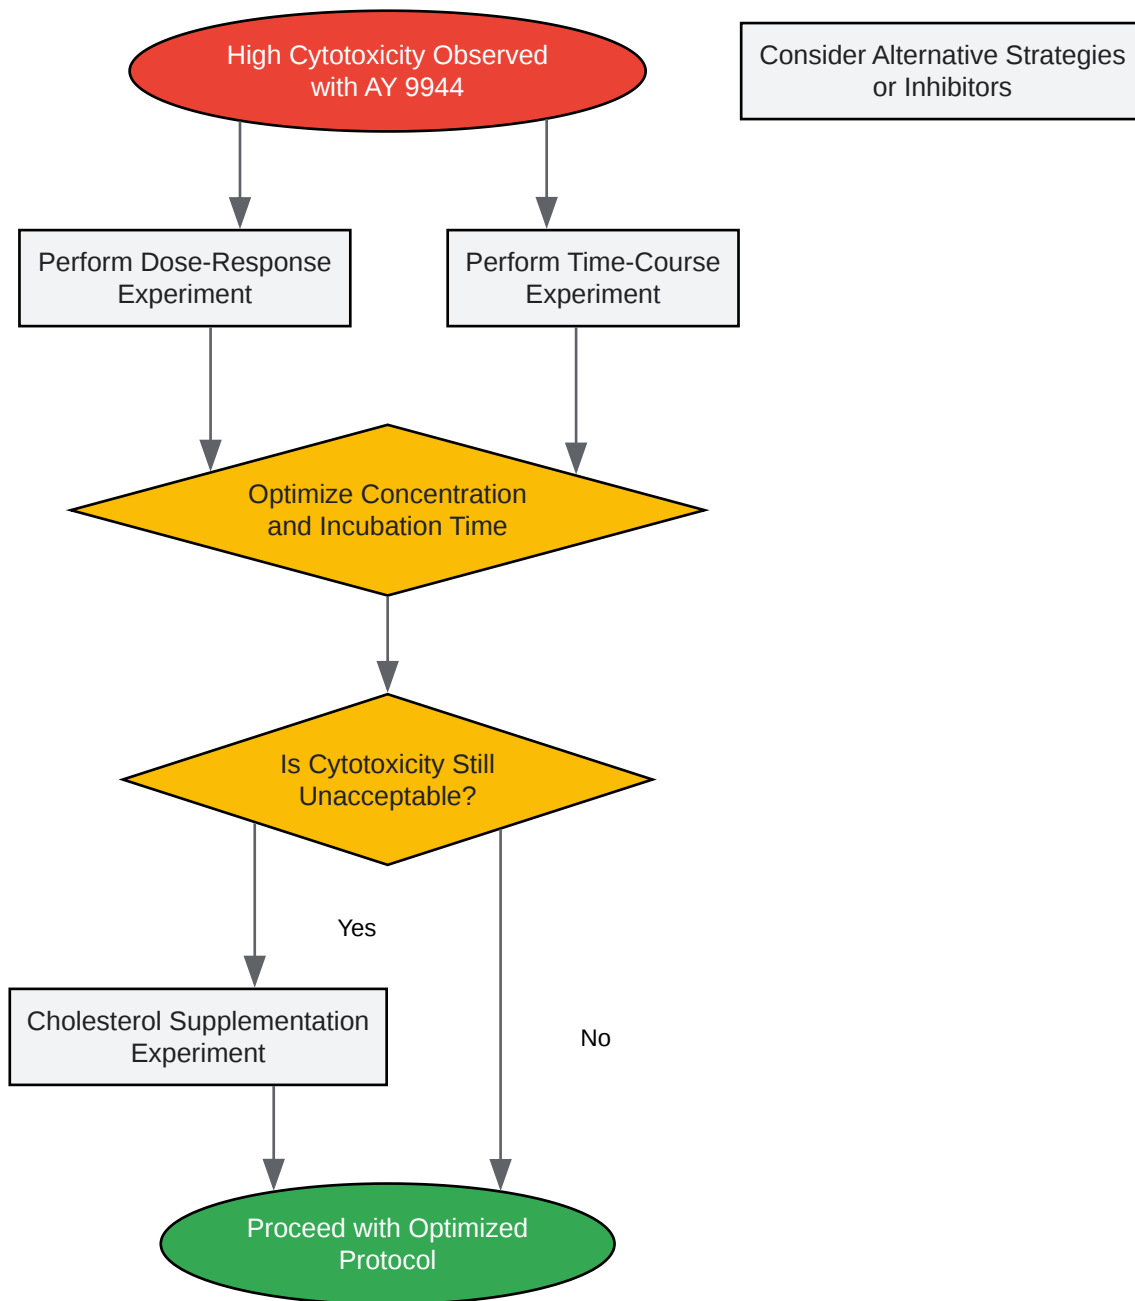 High Cytotoxicity Observed
with AY 9944
Consider Alternative Strategies
or Inhibitors
Perform Dose-Response
Experiment
Perform Time-Course
Experiment
Optimize Concentration
and Incubation Time
Is Cytotoxicity Still
Unacceptable?
Yes
Cholesterol Supplementation
Experiment
No
Proceed with Optimized
Protocol